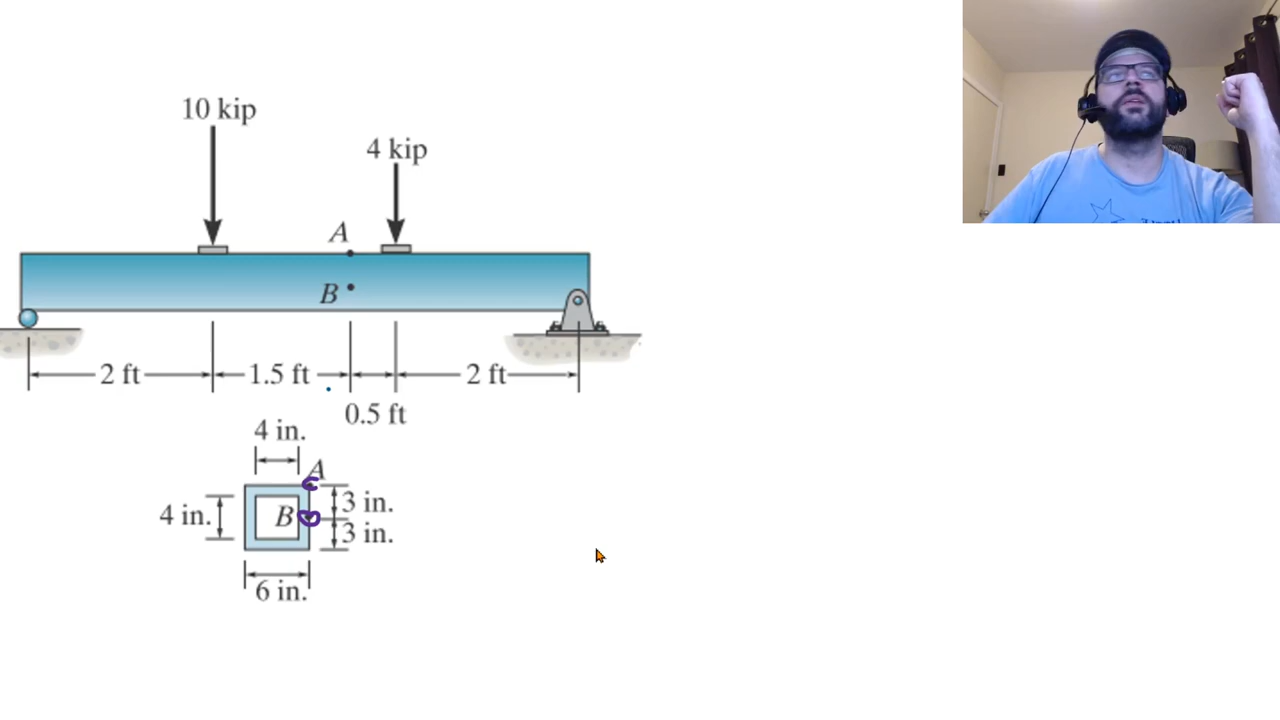 10 kip
4 kip
A
B
2 ft
1.5 ft
2 ft
0.5 ft
4 in.
A
3 in.
4 in.
B
3 in.
6 in.